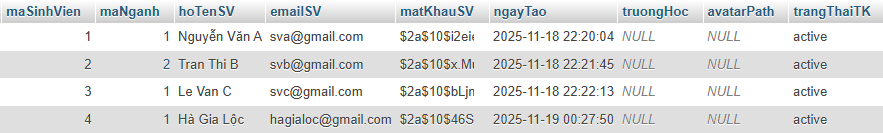 maSinhVien maNganh hoTenSV emailSV matKhauSV ngayTao truongHoc avatarPath trangThaiTK
1 1 Nguyễn Văn A sva@gmail.com $2a$10$i2eie 2025-11-18 22:20:04 NULL NULL active
2 2 Tran Thi B svb@gmail.com $2a$10$x.Mu 2025-11-18 22:21:45 NULL NULL active
3 1 Le Van C svc@gmail.com $2a$10$bLjn 2025-11-18 22:22:13 NULL NULL active
4 1 Hà Gia Lộc hagialoc@gmail.com $2a$10$46S 2025-11-19 00:27:50 NULL NULL active